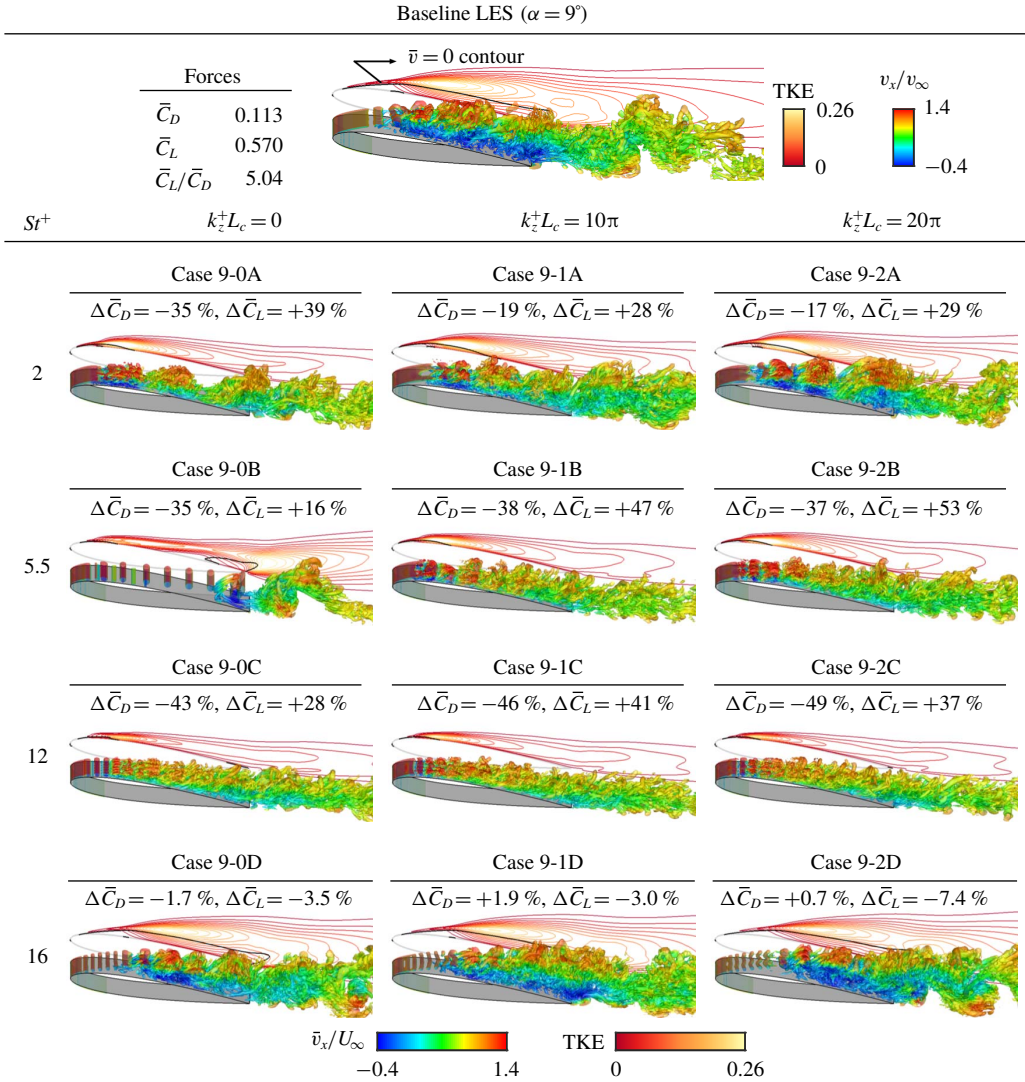 Baseline LES (α = 9°)
v̄ = 0 contour
Forces
C̄_D 0.113
C̄_L 0.570
C̄_L/C̄_D 5.04
TKE 0.26
0
v_x/v_∞
1.4
−0.4
St⁺ k_z⁺L_c = 0 k_z⁺L_c = 10π k_z⁺L_c = 20π
Case 9-0A Case 9-1A Case 9-2A
ΔC̄_D = −35 %, ΔC̄_L = +39 % ΔC̄_D = −19 %, ΔC̄_L = +28 % ΔC̄_D = −17 %, ΔC̄_L = +29 %
2
Case 9-0B Case 9-1B Case 9-2B
ΔC̄_D = −35 %, ΔC̄_L = +16 % ΔC̄_D = −38 %, ΔC̄_L = +47 % ΔC̄_D = −37 %, ΔC̄_L = +53 %
5.5
Case 9-0C Case 9-1C Case 9-2C
ΔC̄_D = −43 %, ΔC̄_L = +28 % ΔC̄_D = −46 %, ΔC̄_L = +41 % ΔC̄_D = −49 %, ΔC̄_L = +37 %
12
Case 9-0D Case 9-1D Case 9-2D
ΔC̄_D = −1.7 %, ΔC̄_L = −3.5 % ΔC̄_D = +1.9 %, ΔC̄_L = −3.0 % ΔC̄_D = +0.7 %, ΔC̄_L = −7.4 %
16
v̄_x/U_∞ TKE
−0.4 1.4 0 0.26